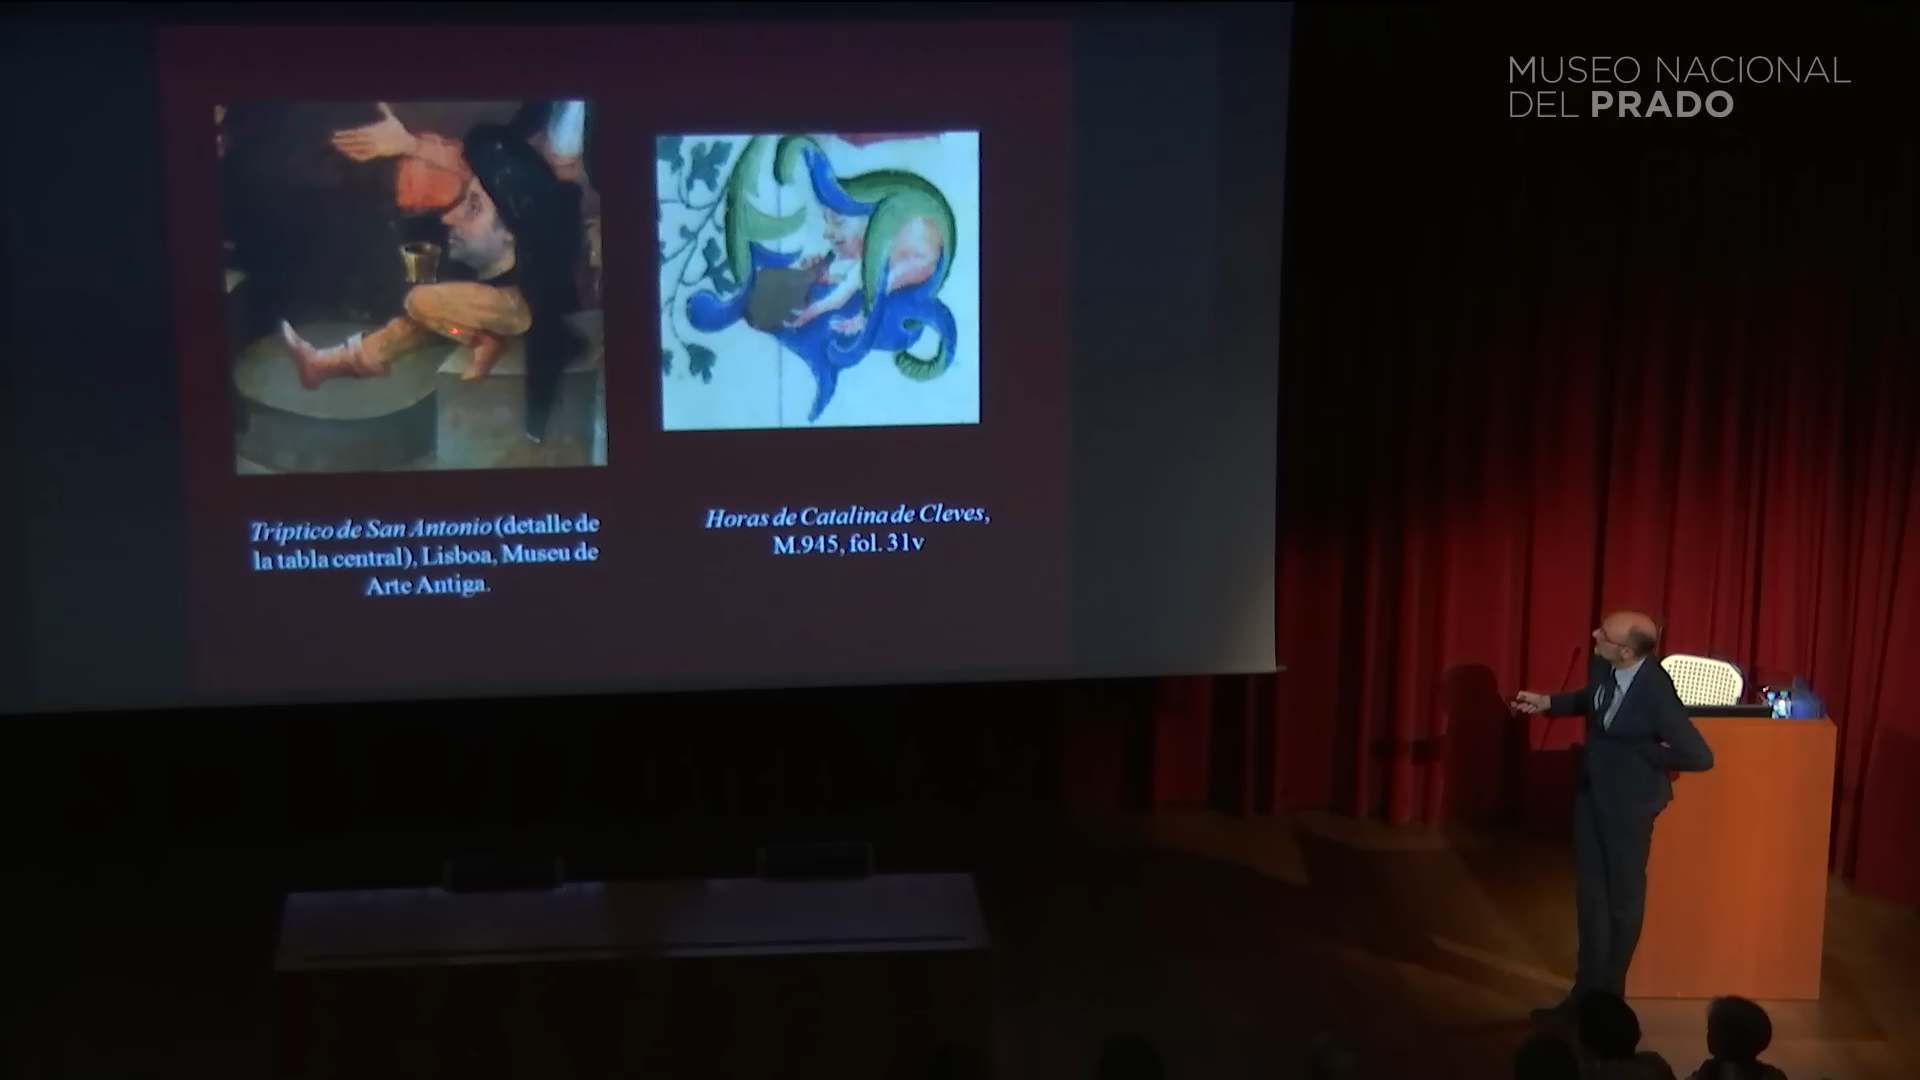 MUSEO NACIONAL
DEL PRADO
Tríptico de San Antonio (detalle de
la tabla central), Lisboa, Museu de
Arte Antiga.
Horas de Catalina de Cleves,
M.945, fol. 31v